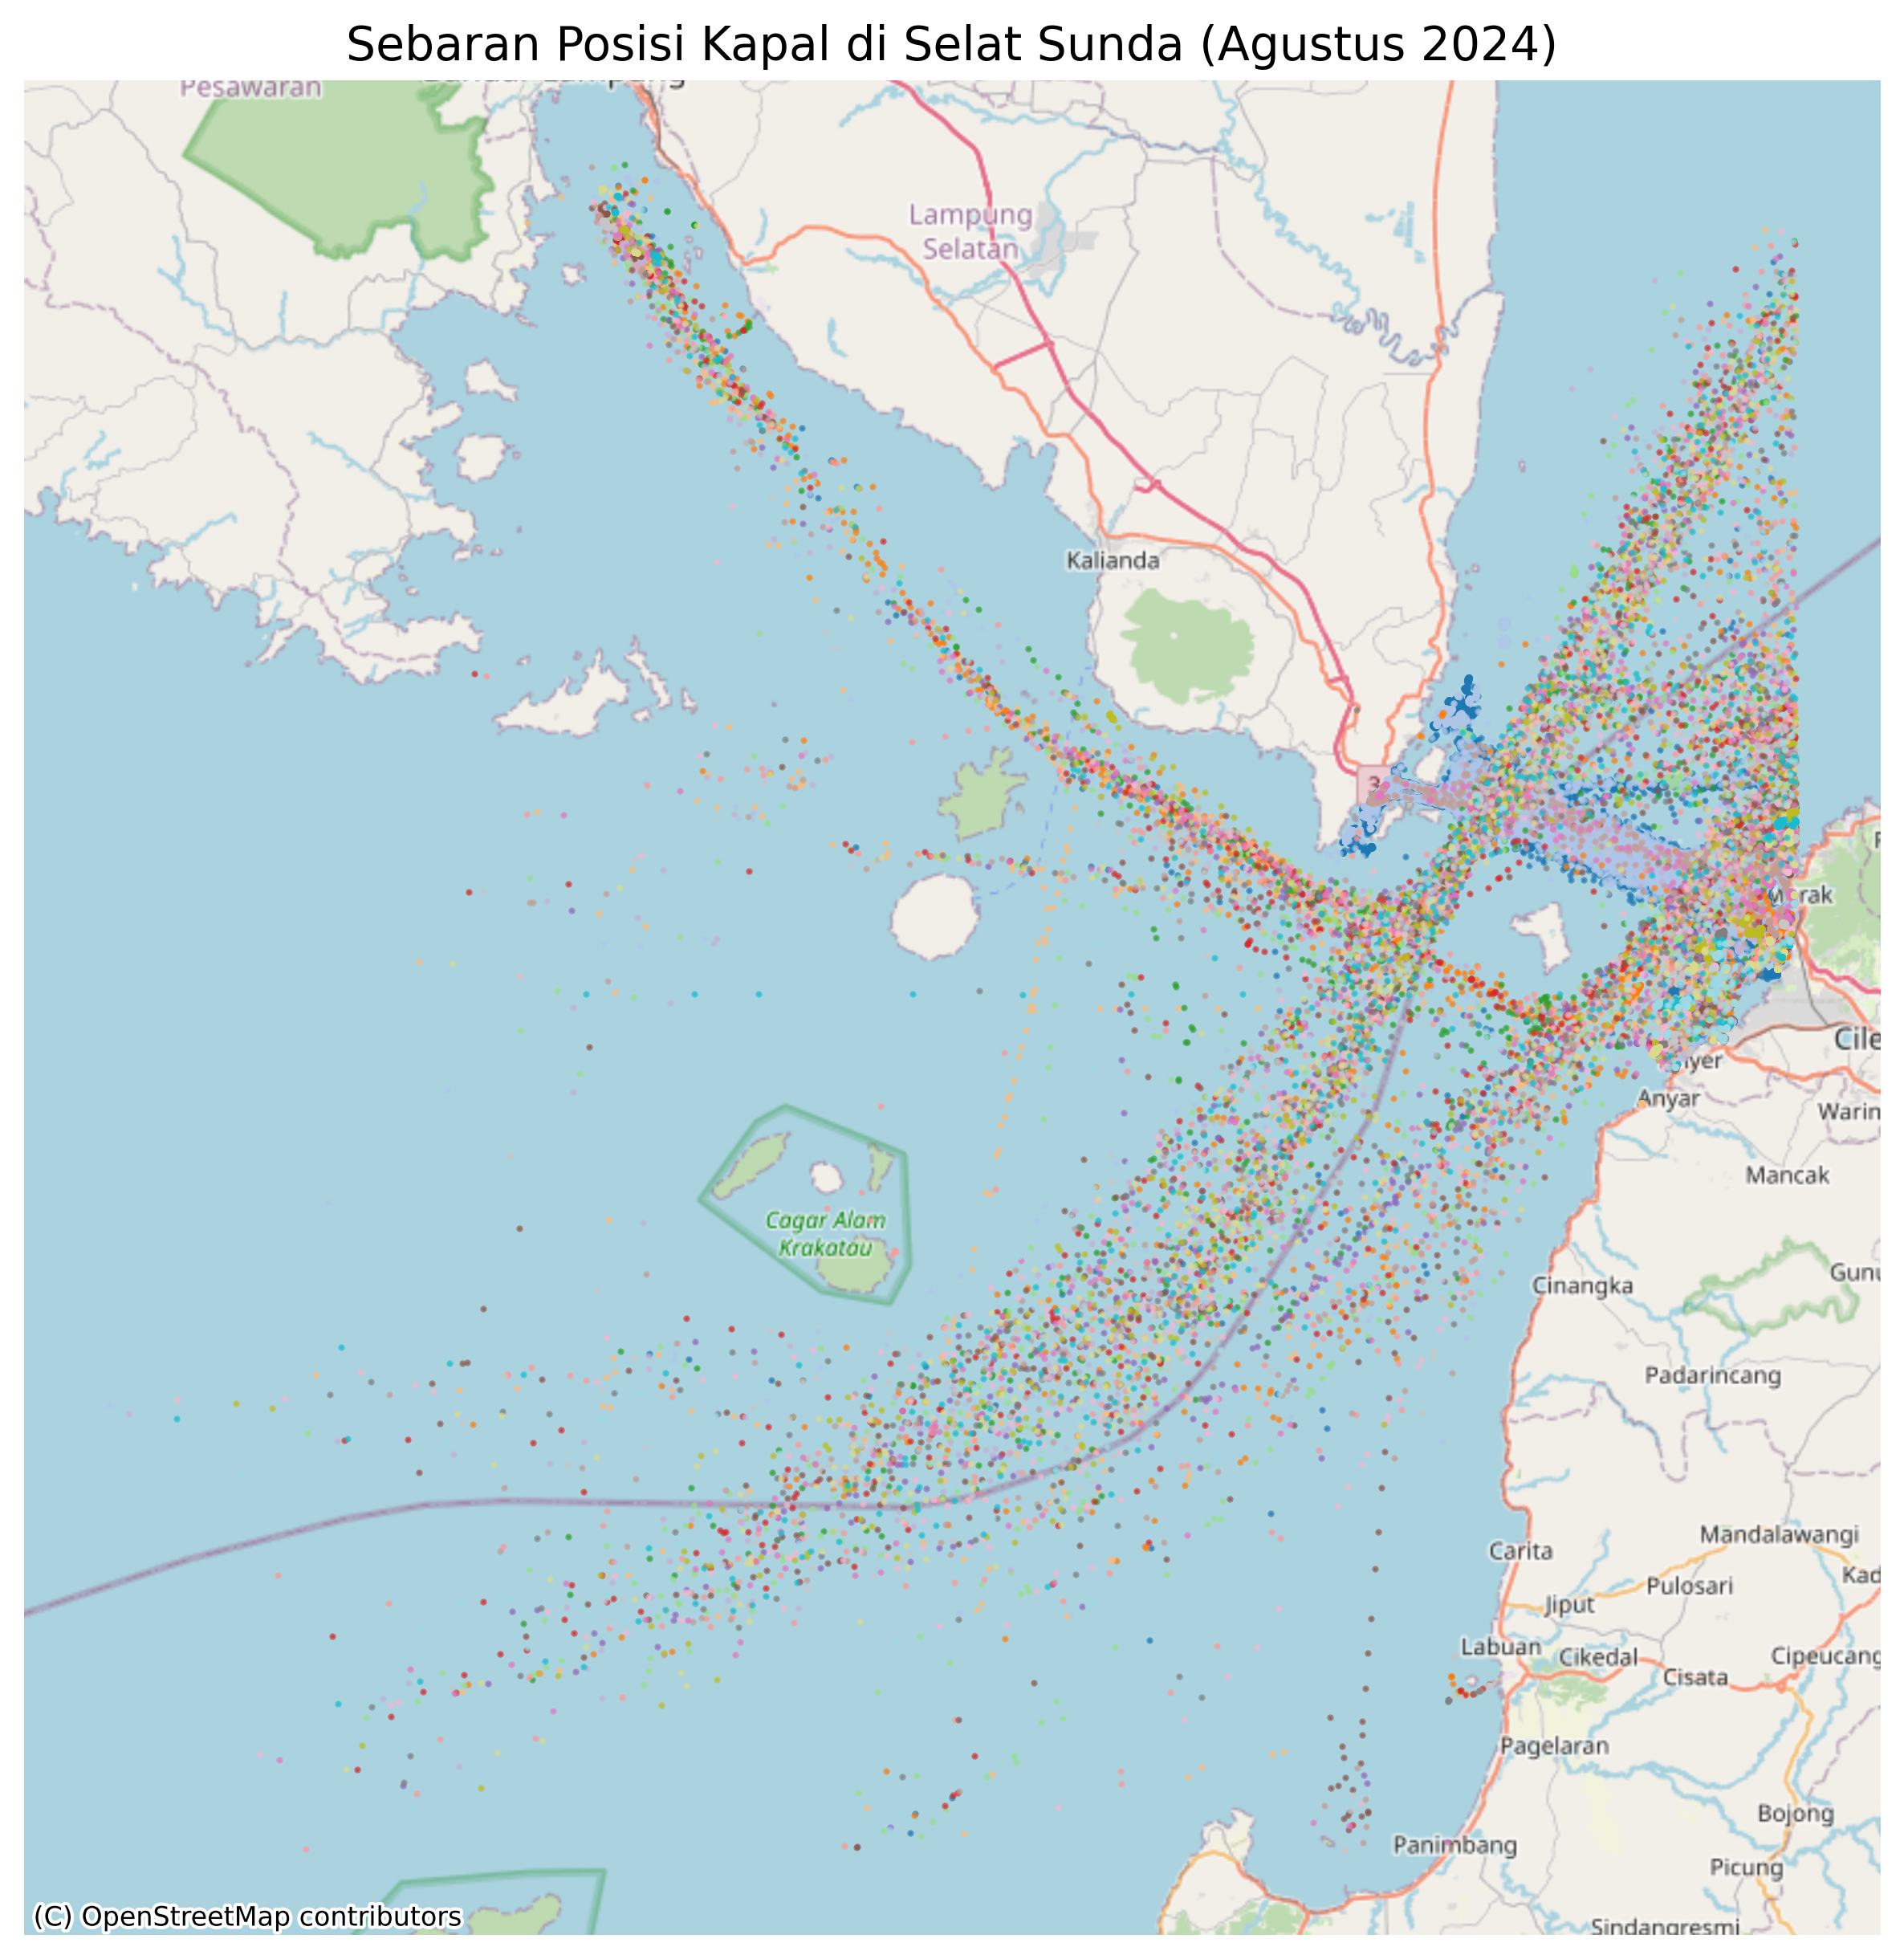 Sebaran Posisi Kapal di Selat Sunda (Agustus 2024)
Pesawaran
Lampung
Selatan
Kalianda
3
rak
Cile
nyer
Anyar
Warin
Mancak
Cagar Alam
Krakatau
Cinangka
Gunu
Padarincang
Mandalawangi
Carita
Kad
Pulosari
Jiput
Labuan
Cikedal
Cipeucang
Cisata
Pagelaran
Bojong
Panimbang
Picung
(C) OpenStreetMap contributors
Sindangresmi